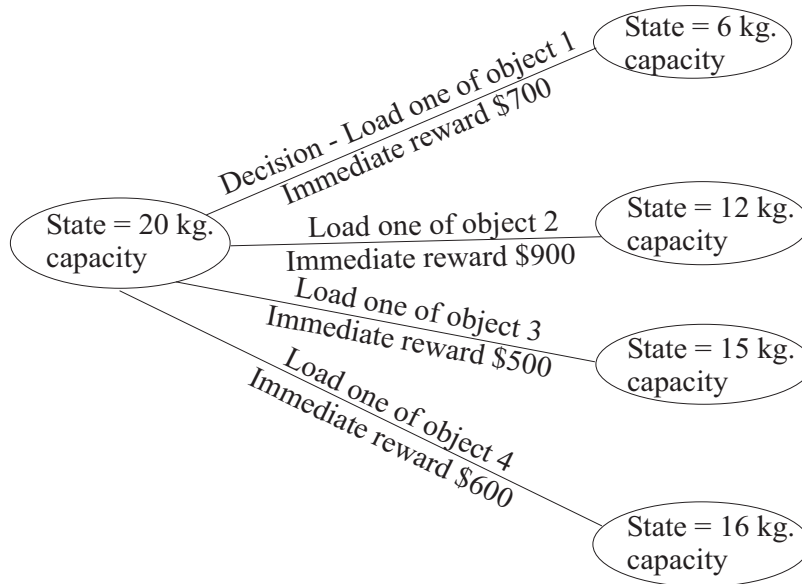 State = 6 kg.
capacity
Decision - Load one of object 1
Immediate reward $700
State = 20 kg.
capacity
Load one of object 2
Immediate reward $900
State = 12 kg.
capacity
Load one of object 3
Immediate reward $500
State = 15 kg.
capacity
Load one of object 4
Immediate reward $600
State = 16 kg.
capacity